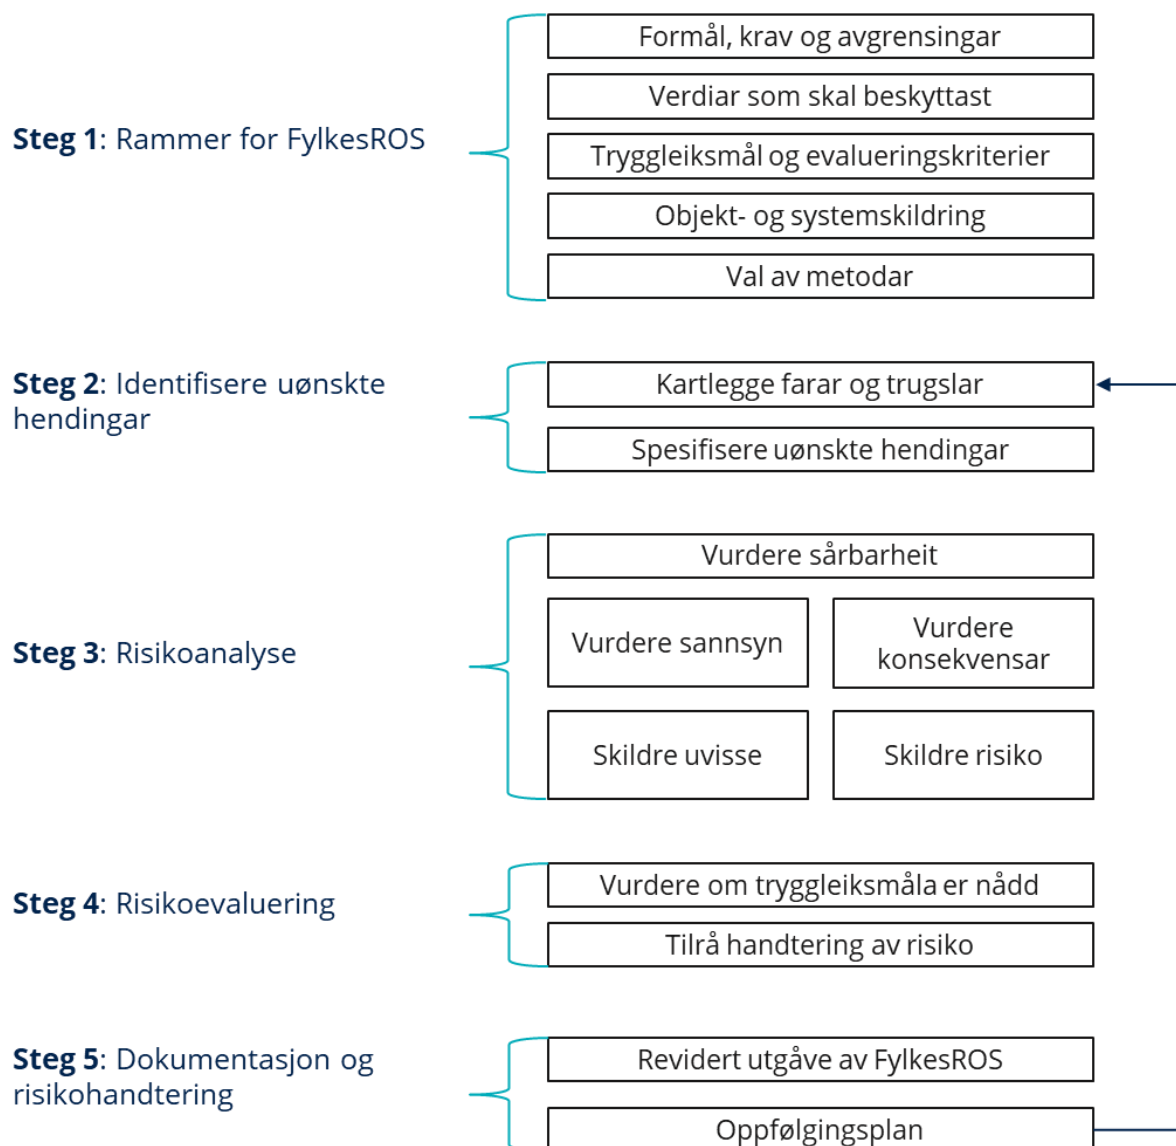 Steg 1: Rammer for FylkesROS
Formål, krav og avgrensingar
Verdiar som skal beskyttast
Tryggleiksmål og evalueringskriterier
Objekt- og systemskildring
Val av metodar
Steg 2: Identifisere uønskte
hendingar
Kartlegge farar og trugslar
Spesifisere uønskte hendingar
Steg 3: Risikoanalyse
Vurdere sårbarheit
Vurdere sannsyn
Vurdere
konsekvensar
Skildre uvisse
Skildre risiko
Steg 4: Risikoevaluering
Vurdere om tryggleiksmåla er nådd
Tilrå handtering av risiko
Steg 5: Dokumentasjon og
risikohandtering
Revidert utgåve av FylkesROS
Oppfølgingsplan